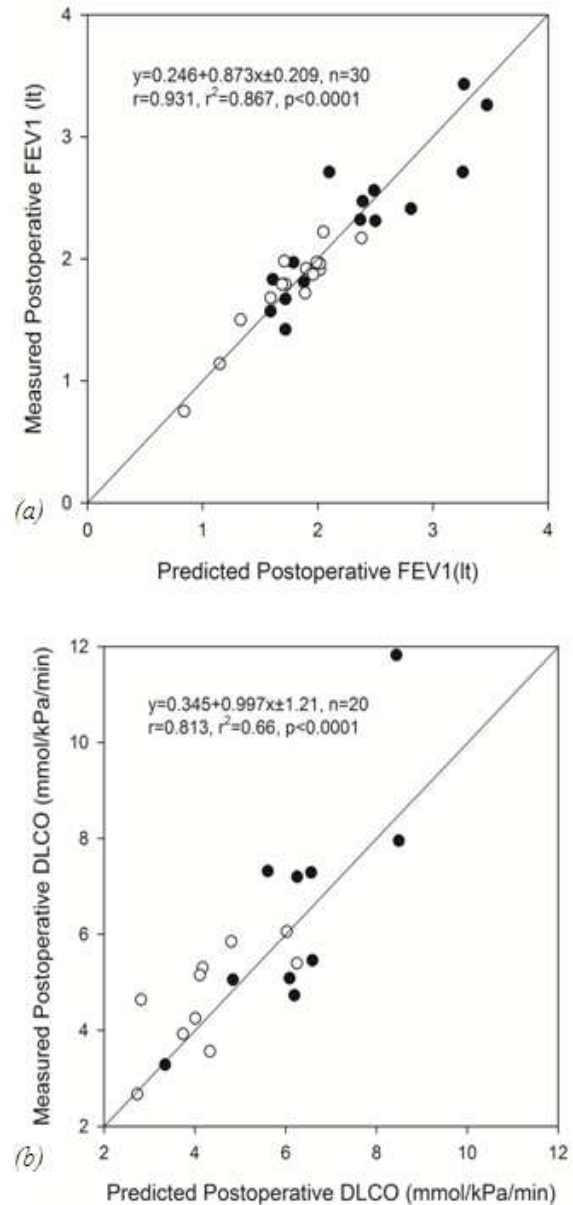 4
y=0.246+0.873x±0.209, n=30
r=0.931, r²=0.867, p<0.0001
3
2
1
0
Measured Postoperative FEV1 (lt)
(a)
0 1 2 3 4
Predicted Postoperative FEV1(lt)
12
y=0.345+0.997x±1.21, n=20
r=0.813, r²=0.66, p<0.0001
10
8
6
4
2
Measured Postoperative DLCO (mmol/kPa/min)
(b)
2 4 6 8 10 12
Predicted Postoperative DLCO (mmol/kPa/min)